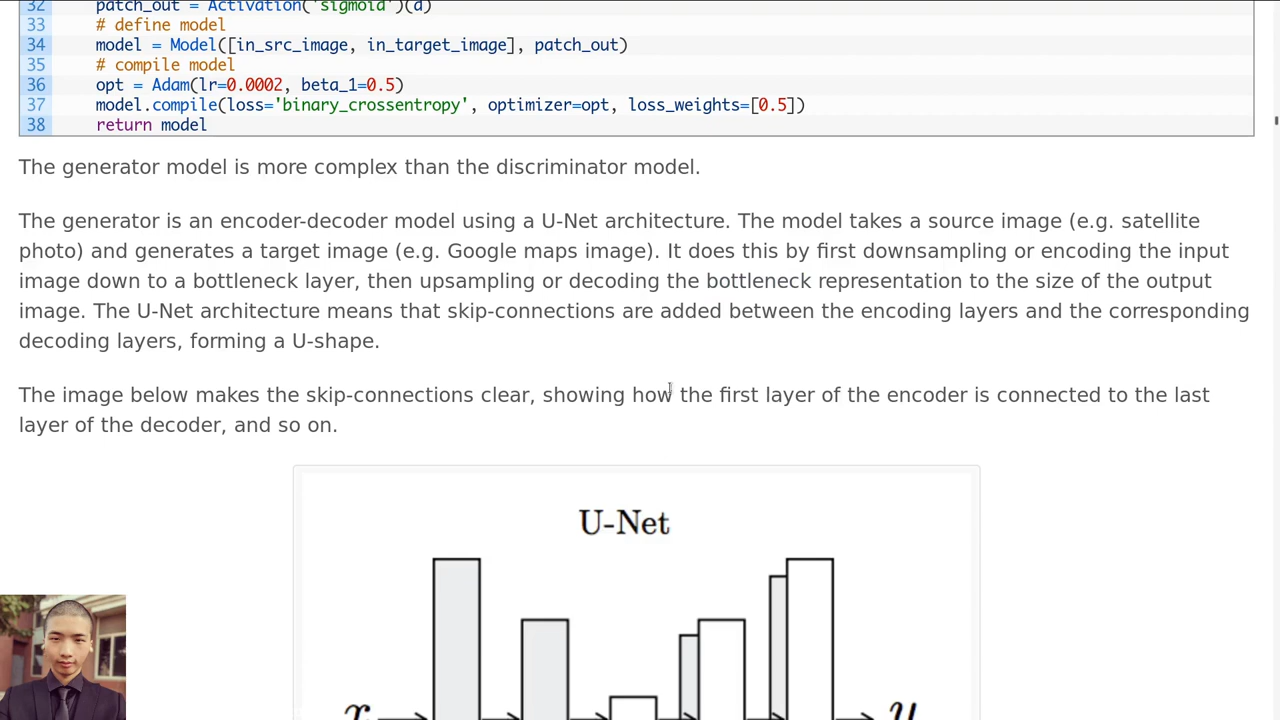 32 patch_out = Activation('sigmoid')(d)
33 # define model
34 model = Model([in_src_image, in_target_image], patch_out)
35 # compile model
36 opt = Adam(lr=0.0002, beta_1=0.5)
37 model.compile(loss='binary_crossentropy', optimizer=opt, loss_weights=[0.5])
38 return model
The generator model is more complex than the discriminator model.
The generator is an encoder-decoder model using a U-Net architecture. The model takes a source image (e.g. satellite
photo) and generates a target image (e.g. Google maps image). It does this by first downsampling or encoding the input
image down to a bottleneck layer, then upsampling or decoding the bottleneck representation to the size of the output
image. The U-Net architecture means that skip-connections are added between the encoding layers and the corresponding
decoding layers, forming a U-shape.
The image below makes the skip-connections clear, showing how the first layer of the encoder is connected to the last
layer of the decoder, and so on.
U-Net
x y